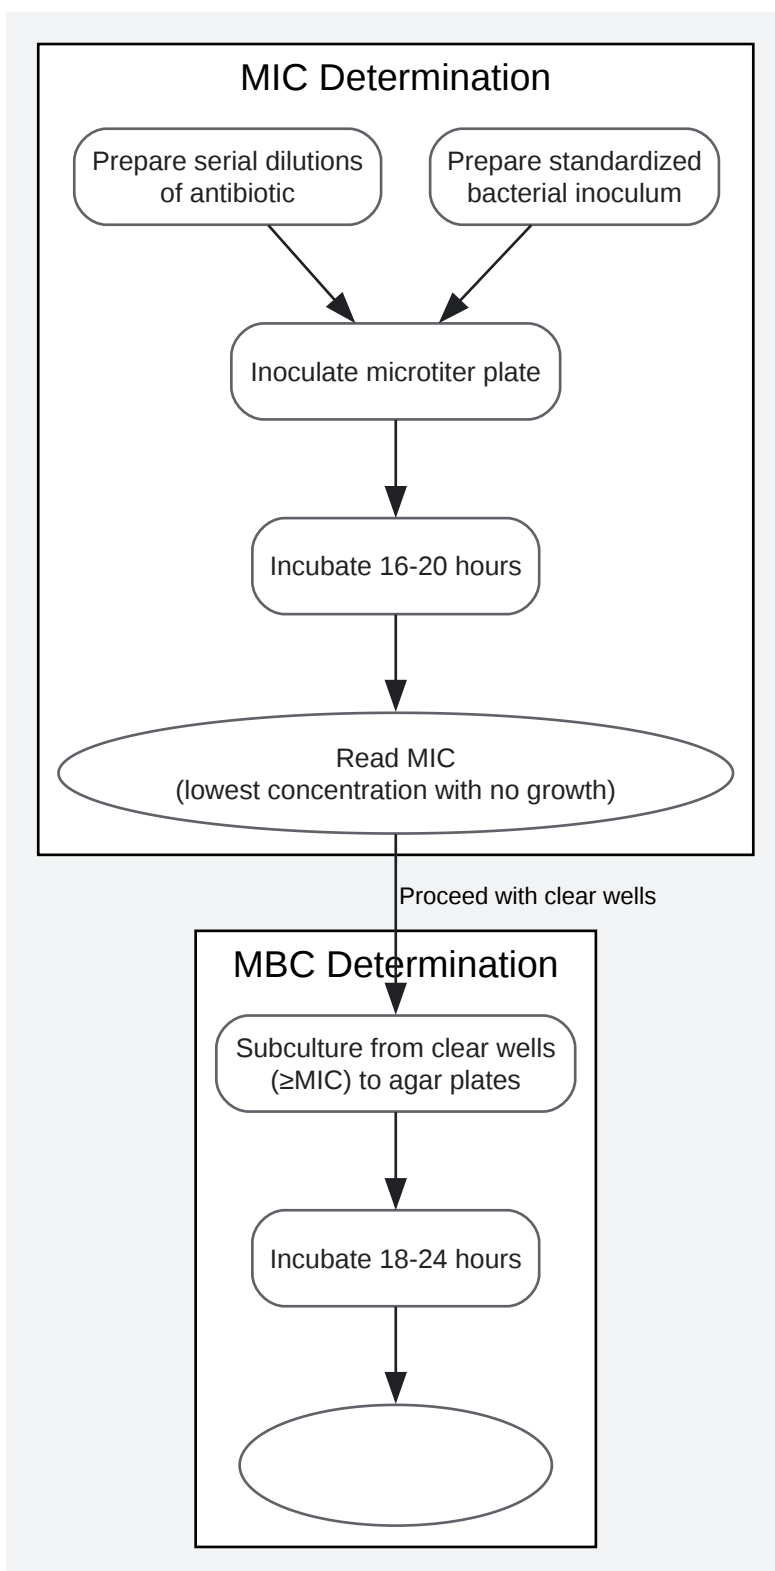 MIC Determination
Prepare serial dilutions
of antibiotic
Prepare standardized
bacterial inoculum
Inoculate microtiter plate
Incubate 16-20 hours
Read MIC
(lowest concentration with no growth)
Proceed with clear wells
MBC Determination
Subculture from clear wells
(≥MIC) to agar plates
Incubate 18-24 hours